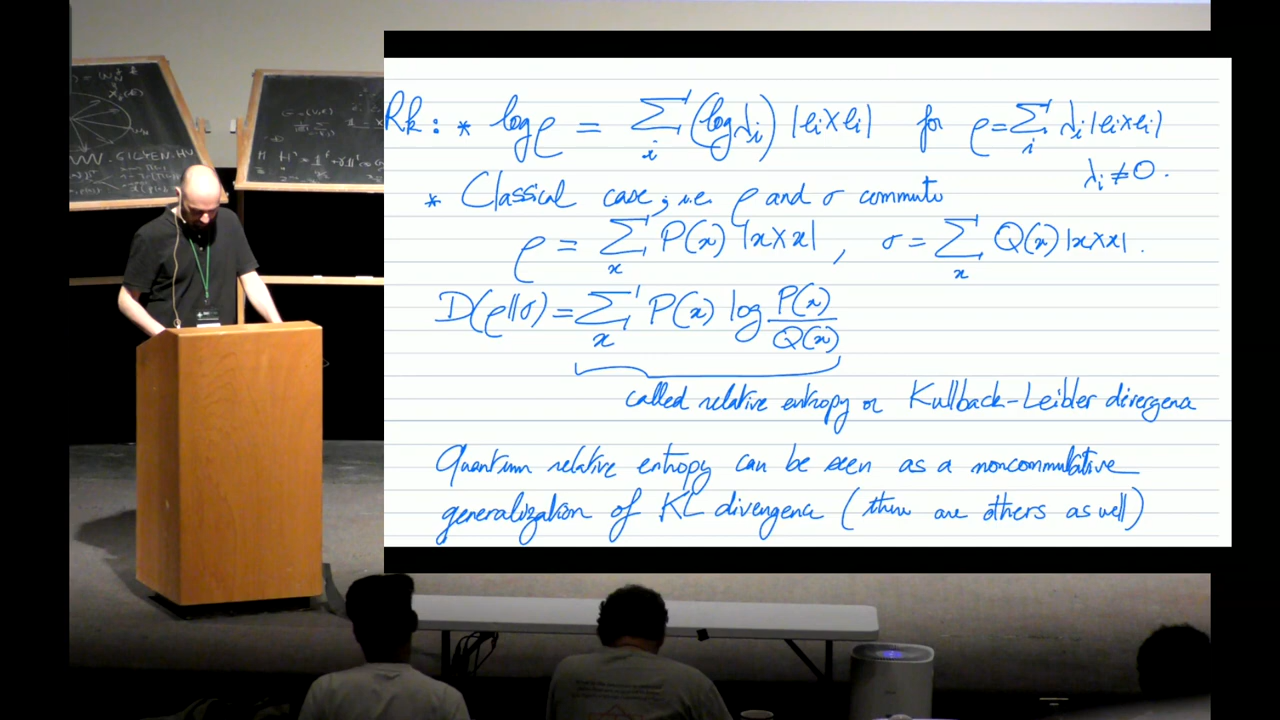 Rk: * log ρ = ∑_i (log λ_i) |e_i⟩⟨e_i| for ρ = ∑_i λ_i |e_i⟩⟨e_i|
λ_i ≠ 0.
* Classical case, i.e. ρ and σ commute
ρ = ∑_x P(x) |x⟩⟨x| , σ = ∑_x Q(x) |x⟩⟨x| .
D(ρ||σ) = ∑_x P(x) log P(x)/Q(x)
called relative entropy or Kullback-Leibler divergence
Quantum relative entropy can be seen as a noncommutative
generalization of KL divergence (there are others as well)